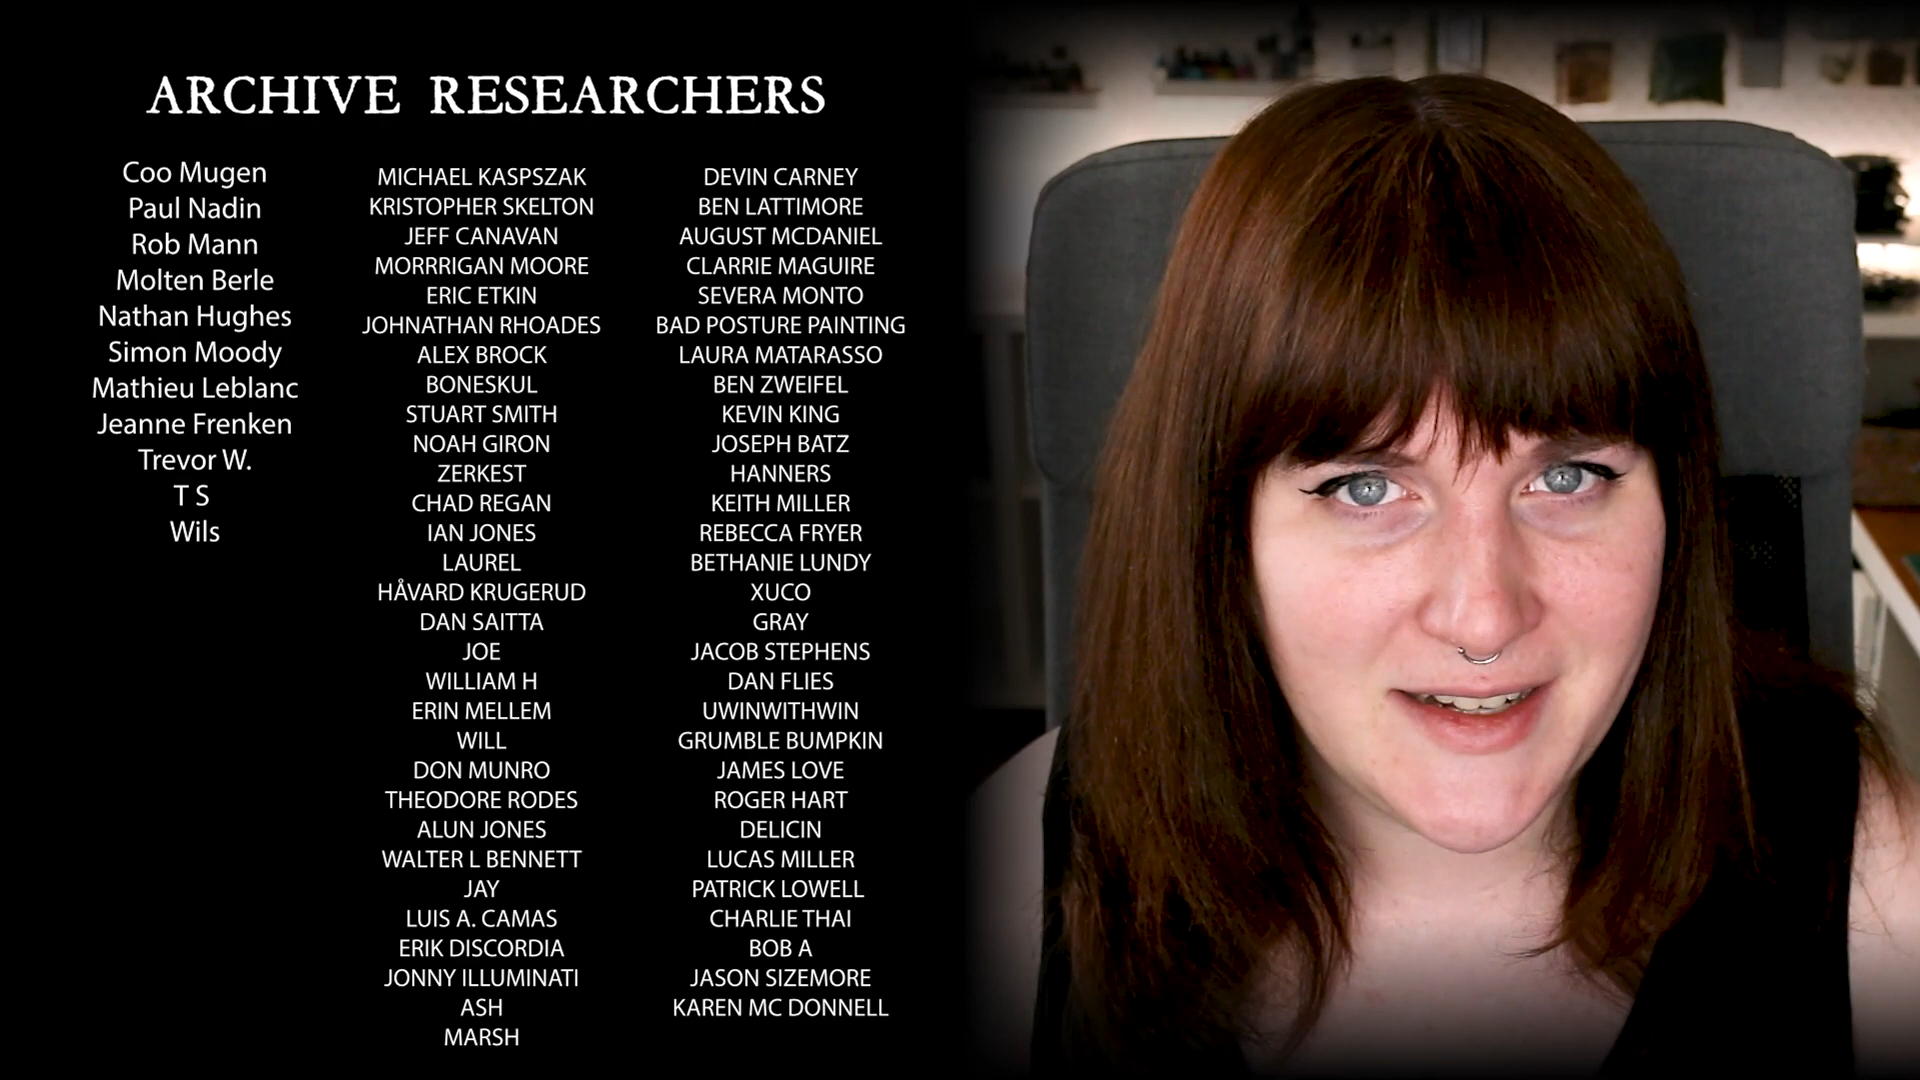 ARCHIVE RESEARCHERS
Coo Mugen
Paul Nadin
Rob Mann
Molten Berle
Nathan Hughes
Simon Moody
Mathieu Leblanc
Jeanne Frenken
Trevor W.
T S
Wils
MICHAEL KASPSZAK
KRISTOPHER SKELTON
JEFF CANAVAN
MORRRIGAN MOORE
ERIC ETKIN
JOHNATHAN RHOADES
ALEX BROCK
BONESKUL
STUART SMITH
NOAH GIRON
ZERKEST
CHAD REGAN
IAN JONES
LAUREL
HÅVARD KRUGERUD
DAN SAITTA
JOE
WILLIAM H
ERIN MELLEM
WILL
DON MUNRO
THEODORE RODES
ALUN JONES
WALTER L BENNETT
JAY
LUIS A. CAMAS
ERIK DISCORDIA
JONNY ILLUMINATI
ASH
MARSH
DEVIN CARNEY
BEN LATTIMORE
AUGUST MCDANIEL
CLARRIE MAGUIRE
SEVERA MONTO
BAD POSTURE PAINTING
LAURA MATARASSO
BEN ZWEIFEL
KEVIN KING
JOSEPH BATZ
HANNERS
KEITH MILLER
REBECCA FRYER
BETHANIE LUNDY
XUCO
GRAY
JACOB STEPHENS
DAN FLIES
UWINWITHWIN
GRUMBLE BUMPKIN
JAMES LOVE
ROGER HART
DELICIN
LUCAS MILLER
PATRICK LOWELL
CHARLIE THAI
BOB A
JASON SIZEMORE
KAREN MC DONNELL